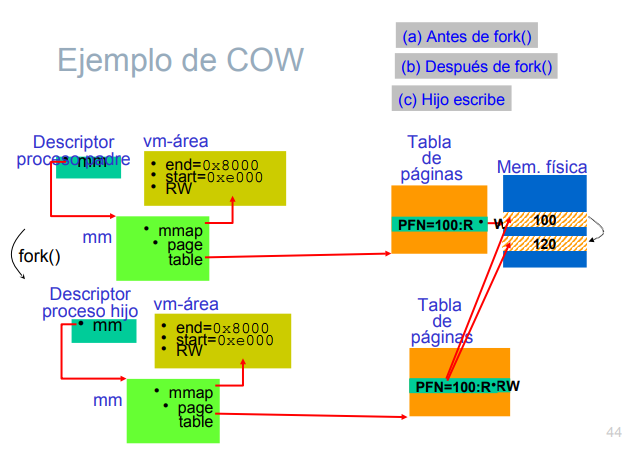 Ejemplo de COW
(a) Antes de fork()
(b) Después de fork()
(c) Hijo escribe
Descriptor
proceso padre
• mm
vm-área
• end=0x8000
• start=0xe000
• RW
mm
• mmap
• page
table
Tabla
de
páginas
PFN=100:R • W
Mem. física
100
120
fork()
Descriptor
proceso hijo
• mm
vm-área
• end=0x8000
• start=0xe000
• RW
mm
• mmap
• page
table
Tabla
de
páginas
PFN=100:R•RW
44